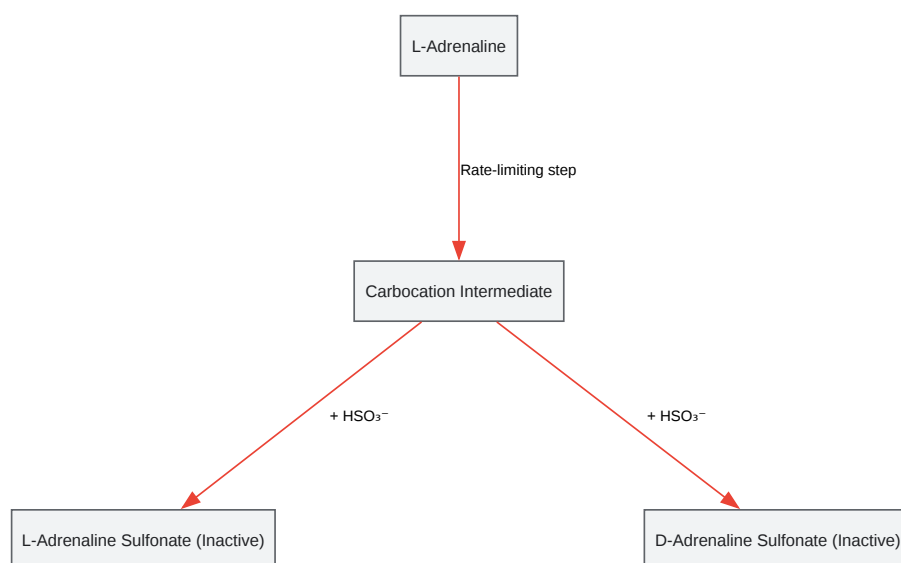 L-Adrenaline
Rate-limiting step
Carbocation Intermediate
+ HSO₃⁻
+ HSO₃⁻
L-Adrenaline Sulfonate (Inactive)
D-Adrenaline Sulfonate (Inactive)